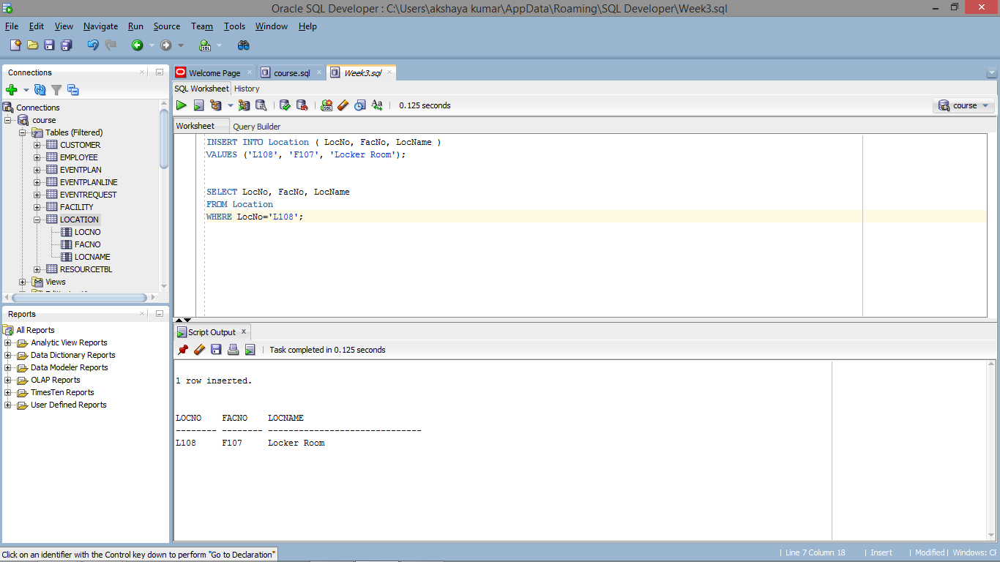 Oracle SQL Developer : C:\Users\akshaya kumar\AppData\Roaming\SQL Developer\Week3.sql
File Edit View Navigate Run Source Team Tools Window Help
Connections
Connections
course
Tables (Filtered)
CUSTOMER
EMPLOYEE
EVENTPLAN
EVENTPLANLINE
EVENTREQUEST
FACILITY
LOCATION
LOCNO
FACNO
LOCNAME
RESOURCETBL
Views
Reports
All Reports
Analytic View Reports
Data Dictionary Reports
Data Modeler Reports
OLAP Reports
TimesTen Reports
User Defined Reports
Welcome Page course.sql Week3.sql
SQL Worksheet History
0.125 seconds
course
Worksheet Query Builder
INSERT INTO Location ( LocNo, FacNo, LocName )
VALUES ('L108', 'F107', 'Locker Room');
SELECT LocNo, FacNo, LocName
FROM Location
WHERE LocNo='L108';
Script Output
Task completed in 0.125 seconds
1 row inserted.
LOCNO FACNO LOCNAME
-------- -------- ------------------------------
L108 F107 Locker Room
Click on an identifier with the Control key down to perform "Go to Declaration"
Line 7 Column 18 | Insert | Modified | Windows: